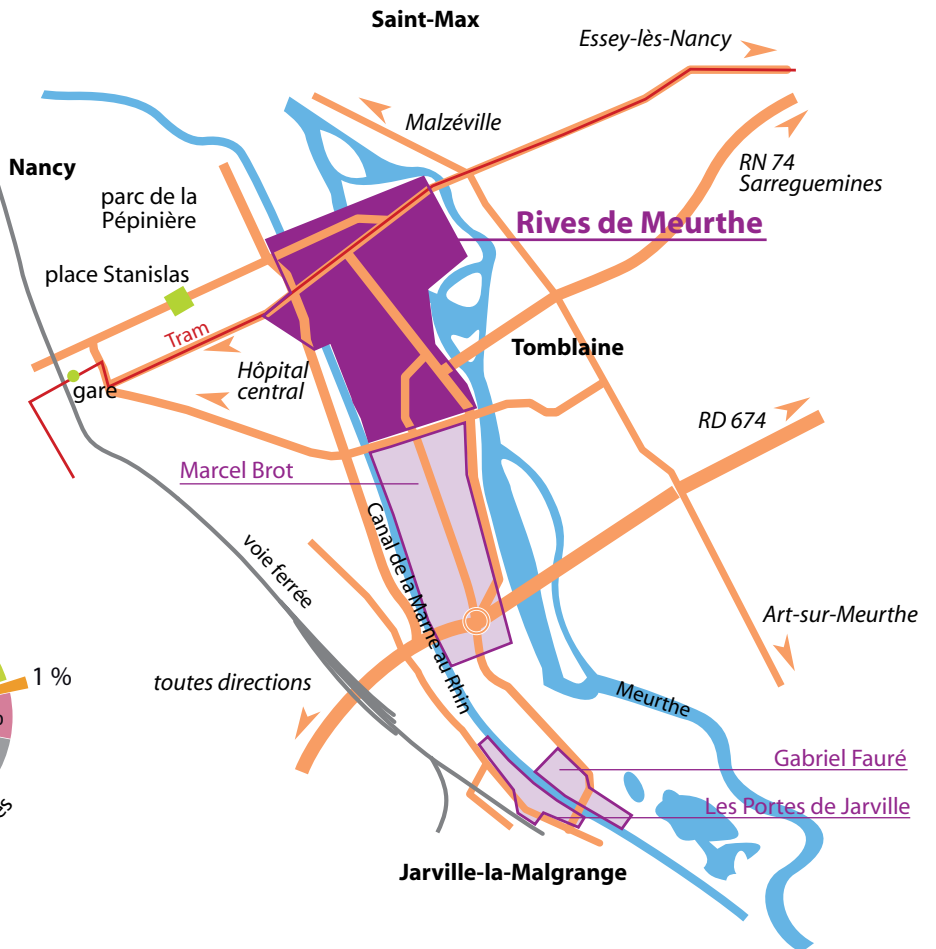 Saint-Max
Essey-lès-Nancy
Malzéville
Nancy
RN 74
Sarreguemines
parc de la
Pépinière
Rives de Meurthe
place Stanislas
Tram
Tomblaine
Hôpital
central
gare
RD 674
Marcel Brot
Canal de la Marne au Rhin
voie ferrée
Art-sur-Meurthe
1 %
toutes directions
Meurthe
Gabriel Fauré
Les Portes de Jarville
Jarville-la-Malgrange